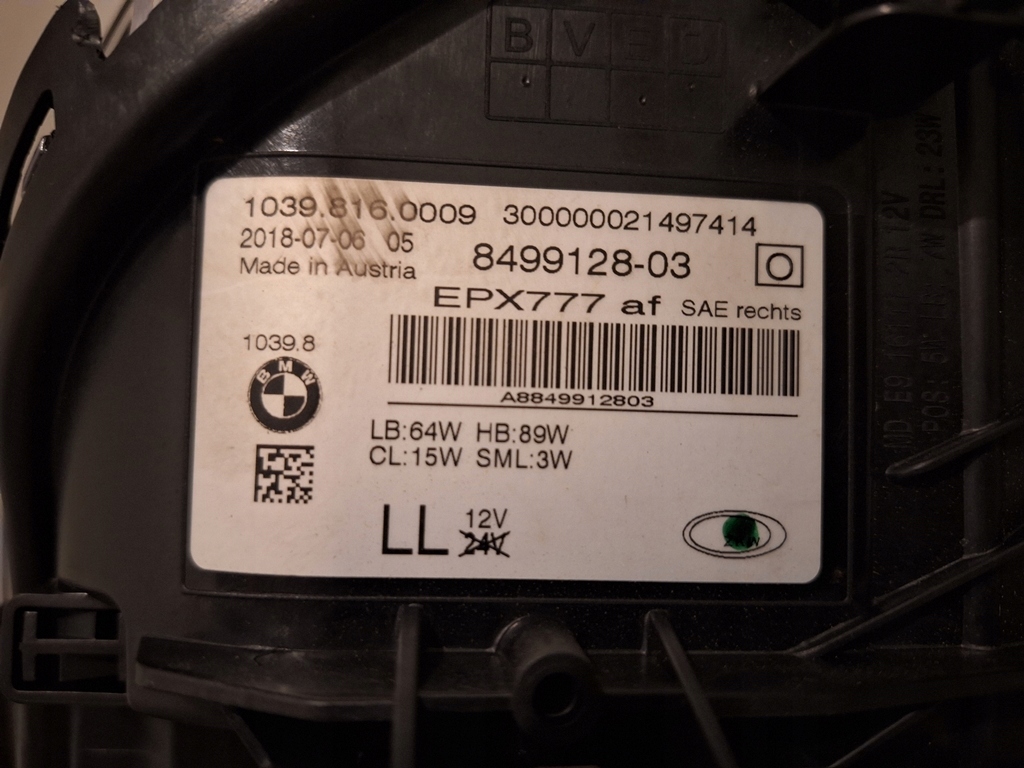 B V E D
1039.816.0009 300000021497414
2018-07-06 05
8499128-03
O
Made in Austria
EPX777 af SAE rechts
1039.8
BMW
A8849912803
LB:64W HB:89W
CL:15W SML:3W
LL 12V
24V